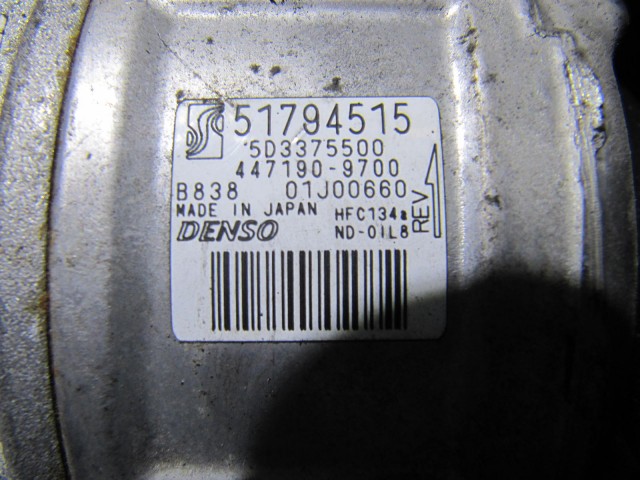 51794515
5D3375500
447190-9700
B838 01J00660
MADE IN JAPAN HFC134a
DENSO ND-OIL8
REV